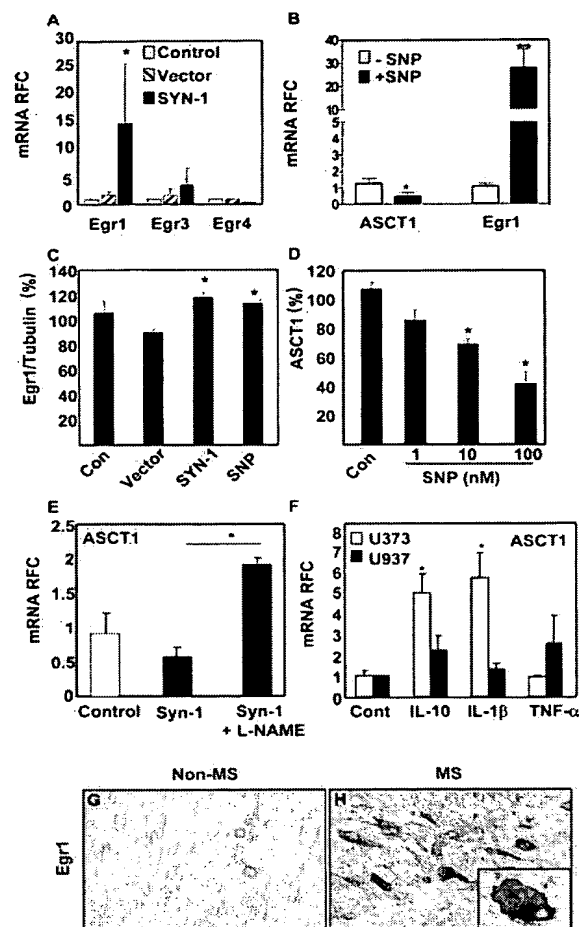 A
mRNA RFC
30
25
20
15
10
5
0
Control
Vector
SYN-1
*
Egr1 Egr3 Egr4
B
mRNA RFC
40
30
20
10
5
4
3
2
1
0
- SNP
+SNP
*
**
ASCT1 Egr1
C
Egr1/Tubulin (%)
140
120
100
80
60
40
20
* *
Con Vector SYN-1 SNP
D
ASCT1 (%)
120
100
80
60
40
20
* *
Con 1 10 100
SNP (nM)
E
ASCT1
mRNA RFC
2.5
2
1.5
1
0.5
0
*
Control Syn-1 Syn-1
+ L-NAME
F
U373
U937
ASCT1
mRNA RFC
8
7
6
5
4
3
2
1
0
* *
Cont IL-10 IL-1β TNF-α
Non-MS MS
Egr1
G H